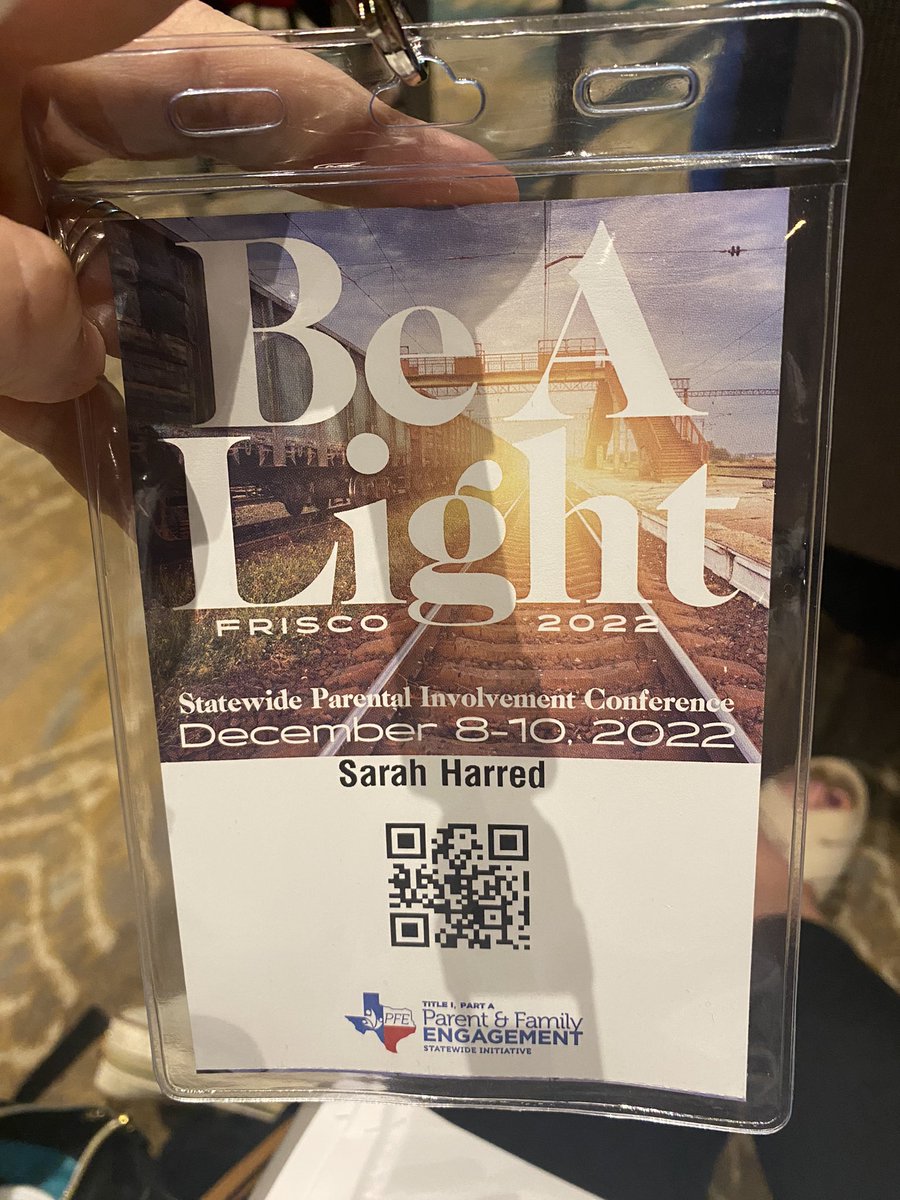 Be A
Light
FRISCO 2022
Statewide Parental Involvement Conference
December 8-10, 2022
Sarah Harred
PFE
TITLE I, PART A
Parent & Family
ENGAGEMENT
STATEWIDE INITIATIVE